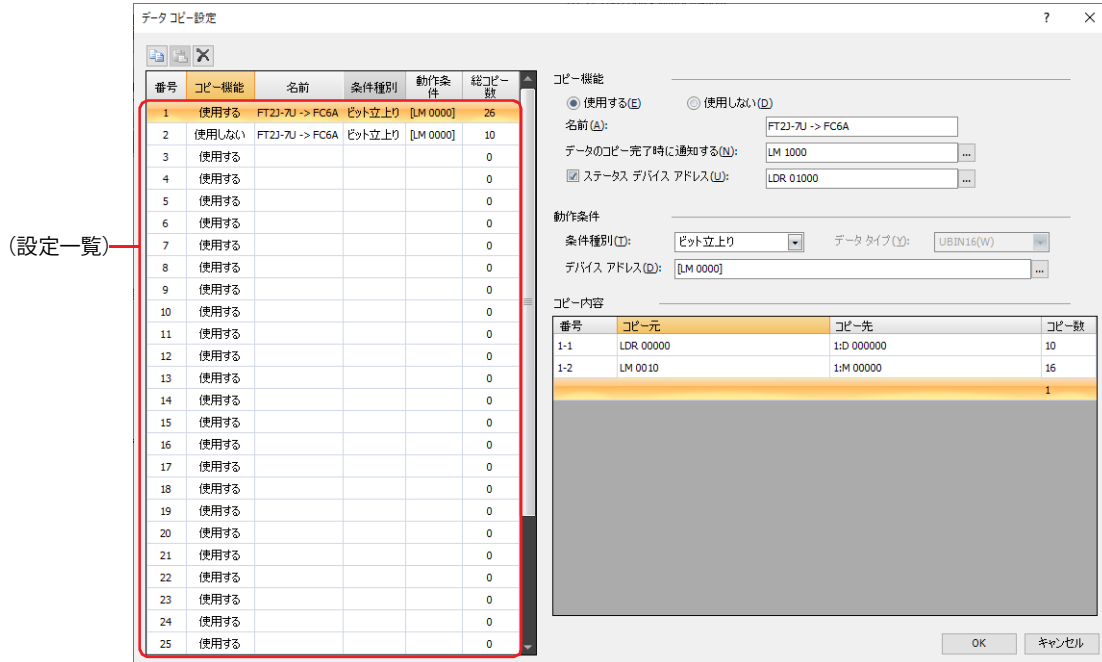 データ コピー設定
? ×
番号 コピー機能 名前 条件種別 動作条件 総コピー数
1 使用する FT2J-7U -> FC6A ビット立上り [LM 0000] 26
2 使用しない FT2J-7U -> FC6A ビット立上り [LM 0000] 10
3 使用する 0
4 使用する 0
5 使用する 0
6 使用する 0
7 使用する 0
8 使用する 0
9 使用する 0
10 使用する 0
11 使用する 0
12 使用する 0
13 使用する 0
14 使用する 0
15 使用する 0
16 使用する 0
17 使用する 0
18 使用する 0
19 使用する 0
20 使用する 0
21 使用する 0
22 使用する 0
23 使用する 0
24 使用する 0
25 使用する 0
(設定一覧)
コピー機能
使用する(E) 使用しない(D)
名前(A): FT2J-7U -> FC6A
データのコピー完了時に通知する(N): LM 1000 ...
ステータス デバイス アドレス(U): LDR 01000 ...
動作条件
条件種別(T): ビット立上り データ タイプ(Y): UBIN16(W)
デバイス アドレス(D): [LM 0000] ...
コピー内容
番号 コピー元 コピー先 コピー数
1-1 LDR 00000 1:D 000000 10
1-2 LM 0010 1:M 00000 16
1
OK キャンセル